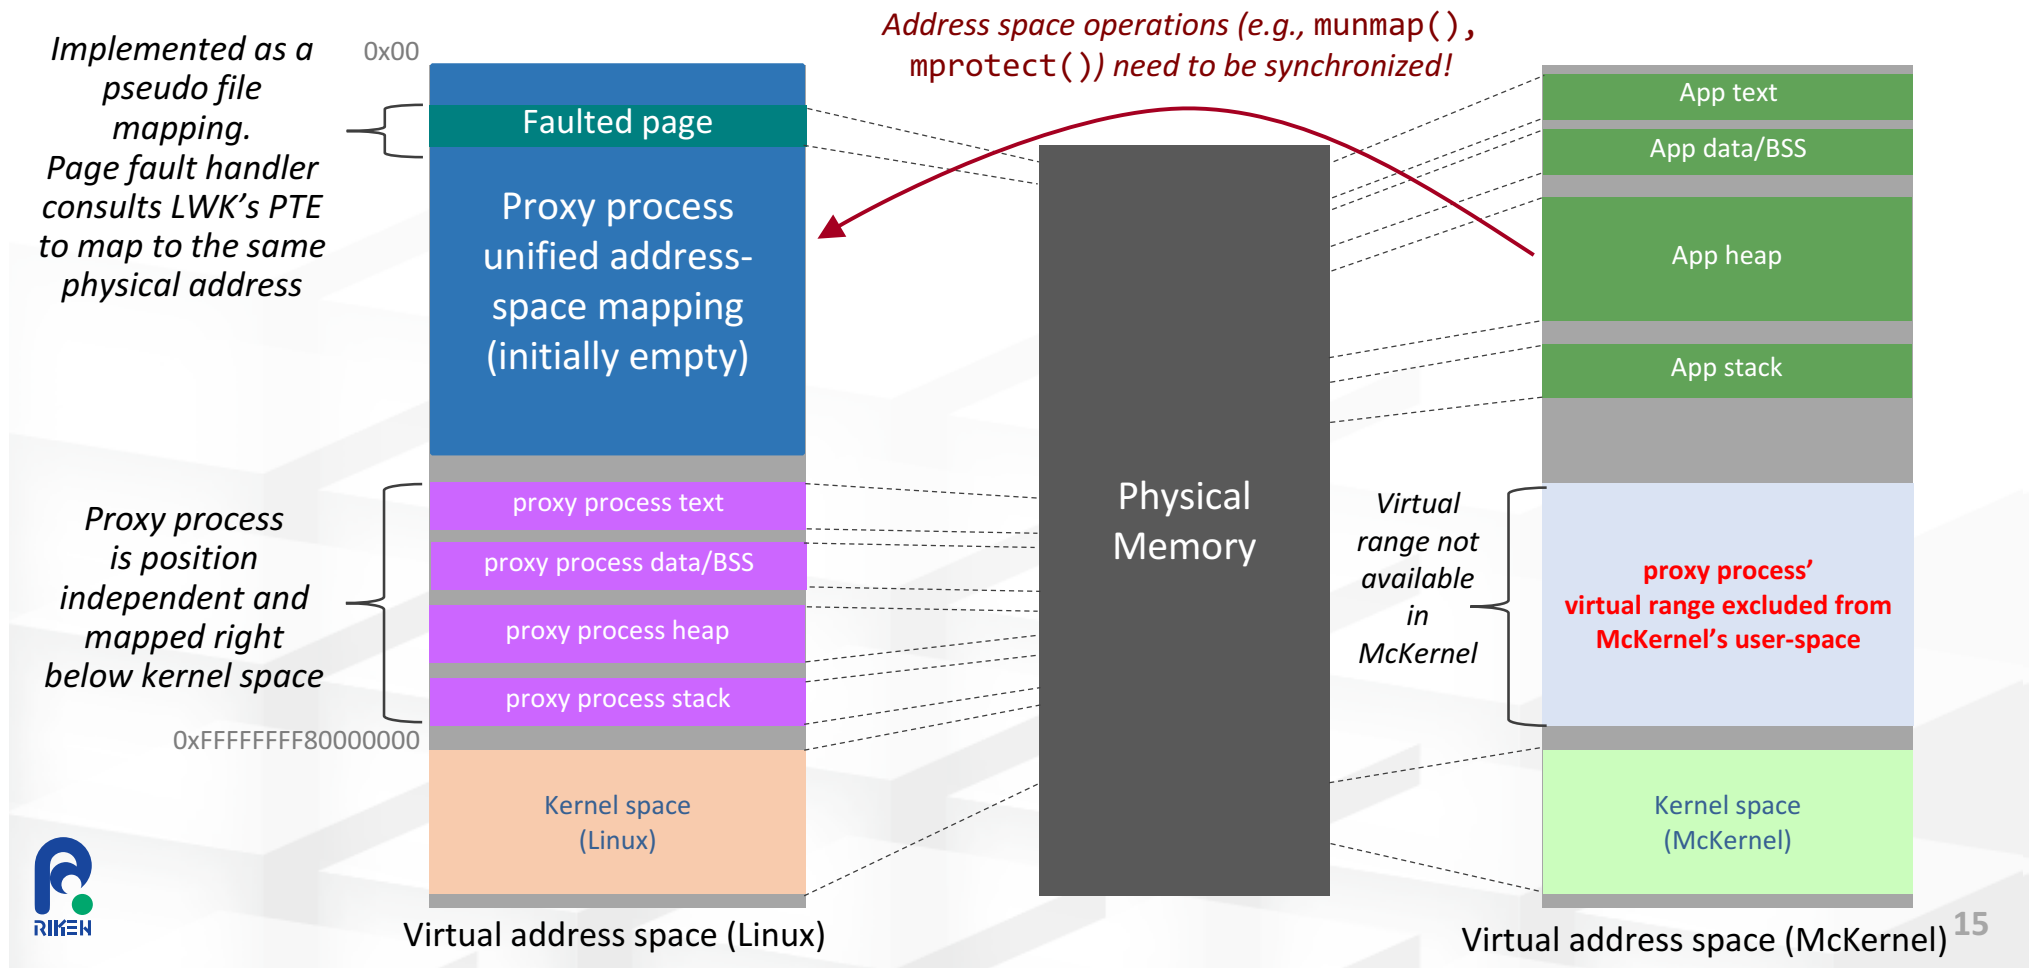 Implemented as a
pseudo file
mapping.
Page fault handler
consults LWK's PTE
to map to the same
physical address
0x00
Faulted page
Proxy process
unified address-
space mapping
(initially empty)
Address space operations (e.g., munmap(),
mprotect()) need to be synchronized!
App text
App data/BSS
App heap
App stack
Physical
Memory
Proxy process
is position
independent and
mapped right
below kernel space
proxy process text
proxy process data/BSS
proxy process heap
proxy process stack
0xFFFFFFFF80000000
Kernel space
(Linux)
Virtual
range not
available
in
McKernel
proxy process'
virtual range excluded from
McKernel's user-space
Kernel space
(McKernel)
RIKEN
Virtual address space (Linux)
Virtual address space (McKernel)
15